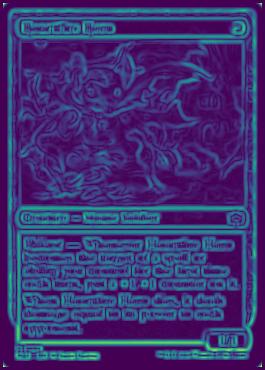 Heartfire Hero
Creature — Mouse Soldier
Valiant — Whenever Heartfire Hero
becomes the target of a spell or
ability you control for the first time
each turn, put a +1/+1 counter on it.
When Heartfire Hero dies, it deals
damage equal to its power to each
opponent.
1/1